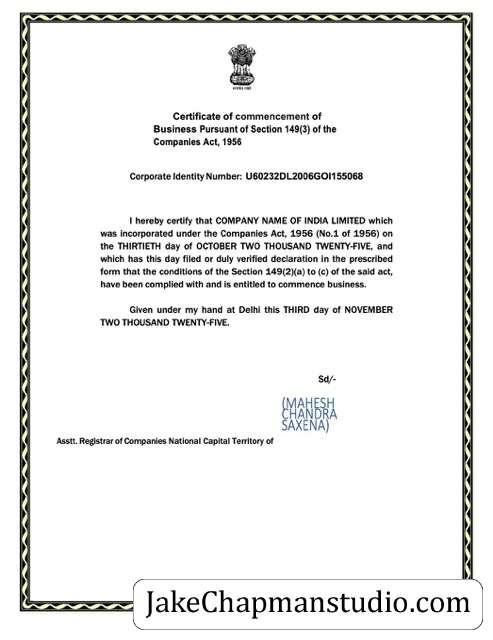 Certificate of commencement of
Business Pursuant of Section 149(3) of the
Companies Act, 1956
Corporate Identity Number: U60232DL2006GOI155068
I hereby certify that COMPANY NAME OF INDIA LIMITED which
was incorporated under the Companies Act, 1956 (No.1 of 1956) on
the THIRTIETH day of OCTOBER TWO THOUSAND TWENTY-FIVE, and
which has this day filed or duly verified declaration in the prescribed
form that the conditions of the Section 149(2)(a) to (c) of the said act,
have been complied with and is entitled to commence business.
Given under my hand at Delhi this THIRD day of NOVEMBER
TWO THOUSAND TWENTY-FIVE.
Sd/-
(MAHESH
CHANDRA
SAXENA)
Asstt. Registrar of Companies National Capital Territory of
JakeChapmanstudio.com